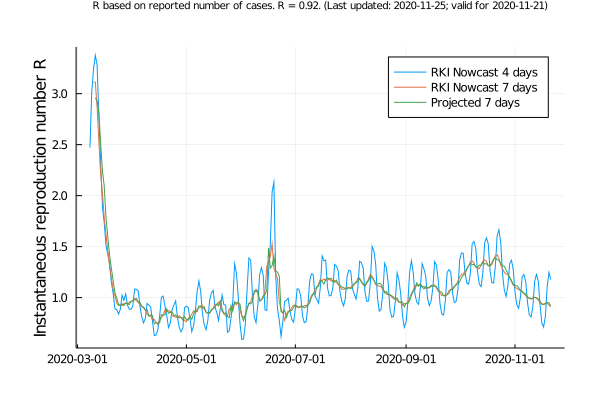 R based on reported number of cases. R = 0.92. (Last updated: 2020-11-25; valid for 2020-11-21)
Instantaneous reproduction number R
3.0
2.5
2.0
1.5
1.0
RKI Nowcast 4 days
RKI Nowcast 7 days
Projected 7 days
2020-03-01
2020-05-01
2020-07-01
2020-09-01
2020-11-01